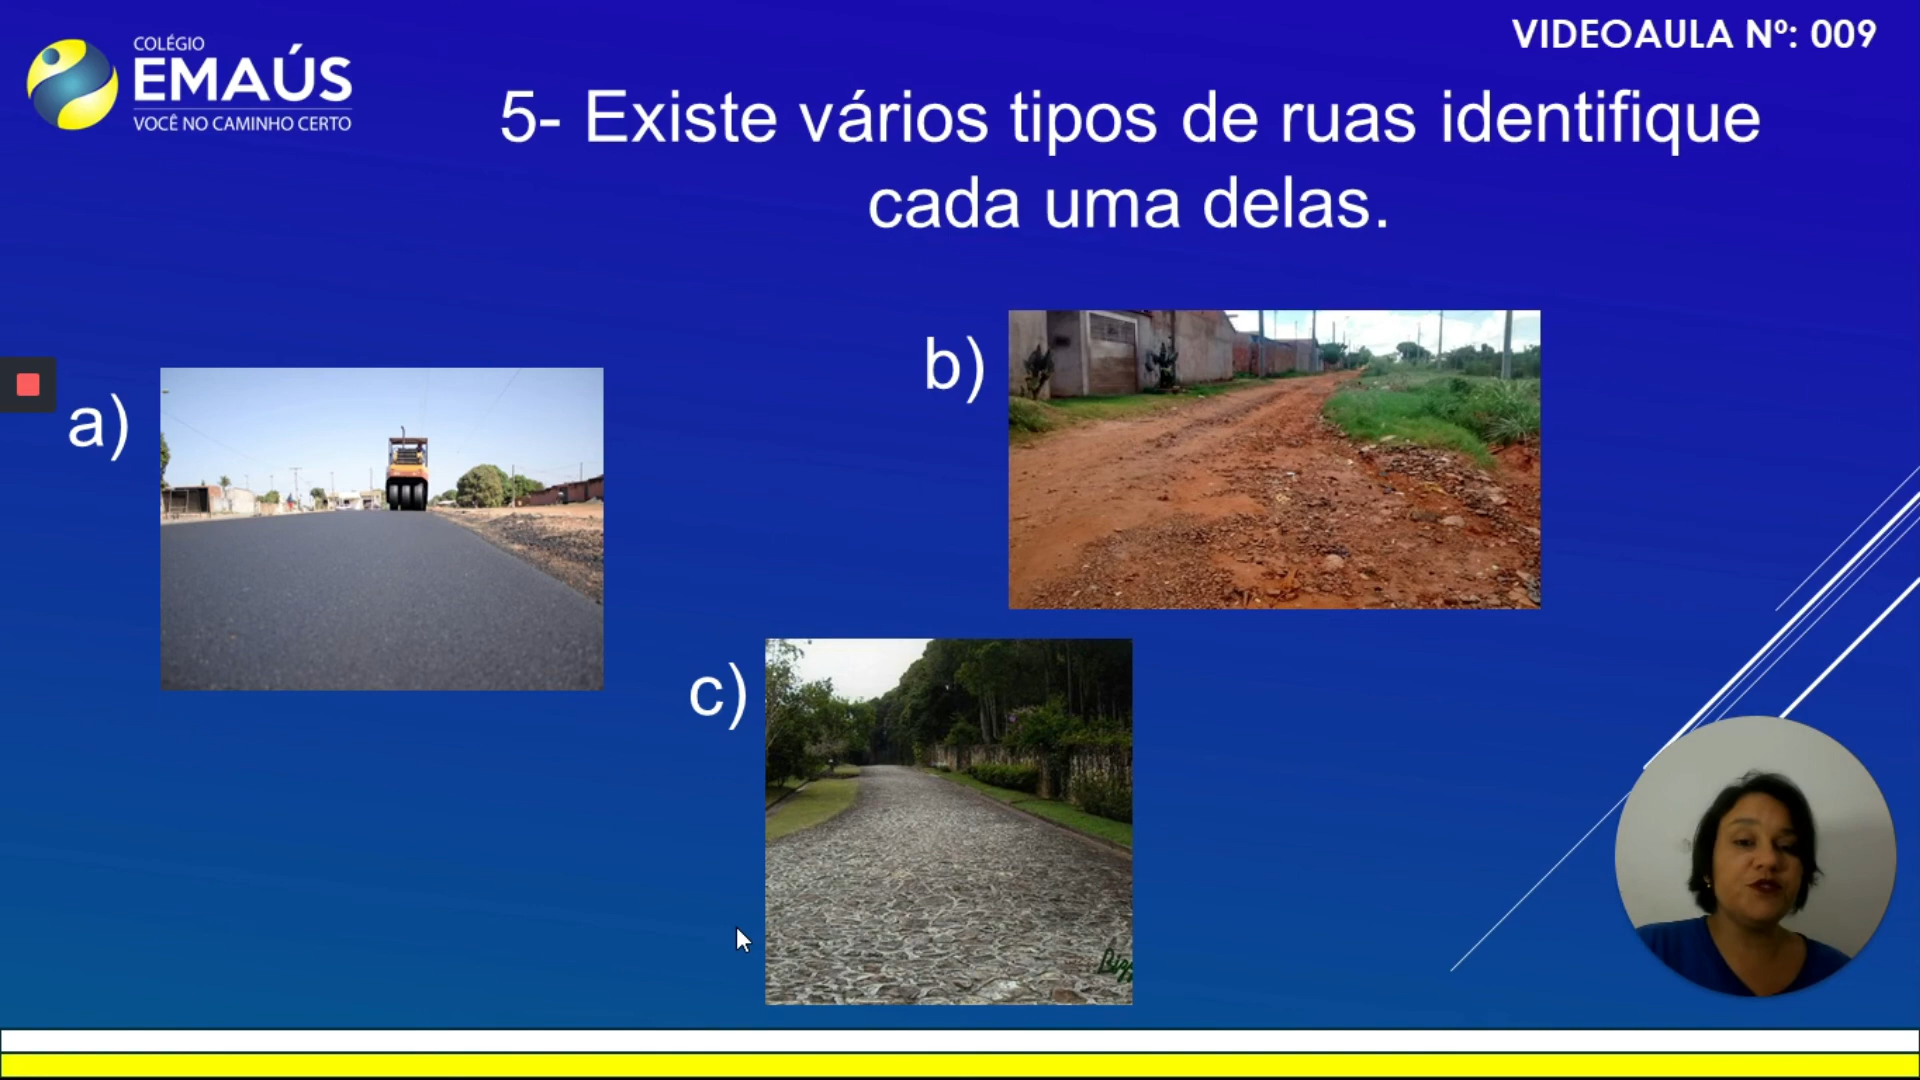 VIDEOAULA Nº: 009
COLÉGIO
EMAÚS
VOCÊ NO CAMINHO CERTO
5- Existe vários tipos de ruas identifique
cada uma delas.
a)
b)
c)